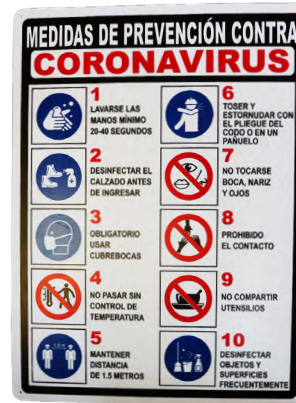 MEDIDAS DE PREVENCIÓN CONTRA
CORONAVIRUS
1
LAVARSE LAS
MANOS MÍNIMO
20-40 SEGUNDOS
2
DESINFECTAR EL
CALZADO ANTES
DE INGRESAR
3
OBLIGATORIO
USAR
CUBREBOCAS
4
NO PASAR SIN
CONTROL DE
TEMPERATURA
5
MANTENER
DISTANCIA
DE 1.5 METROS
6
TOSER Y
ESTORNUDAR CON
EL PLIEGUE DEL
CODO O EN UN
PAÑUELO
7
NO TOCARSE
BOCA, NARIZ
Y OJOS
8
PROHIBIDO
EL CONTACTO
9
NO COMPARTIR
UTENSILIOS
10
DESINFECTAR
OBJETOS Y
SUPERFICIES
FRECUENTEMENTE